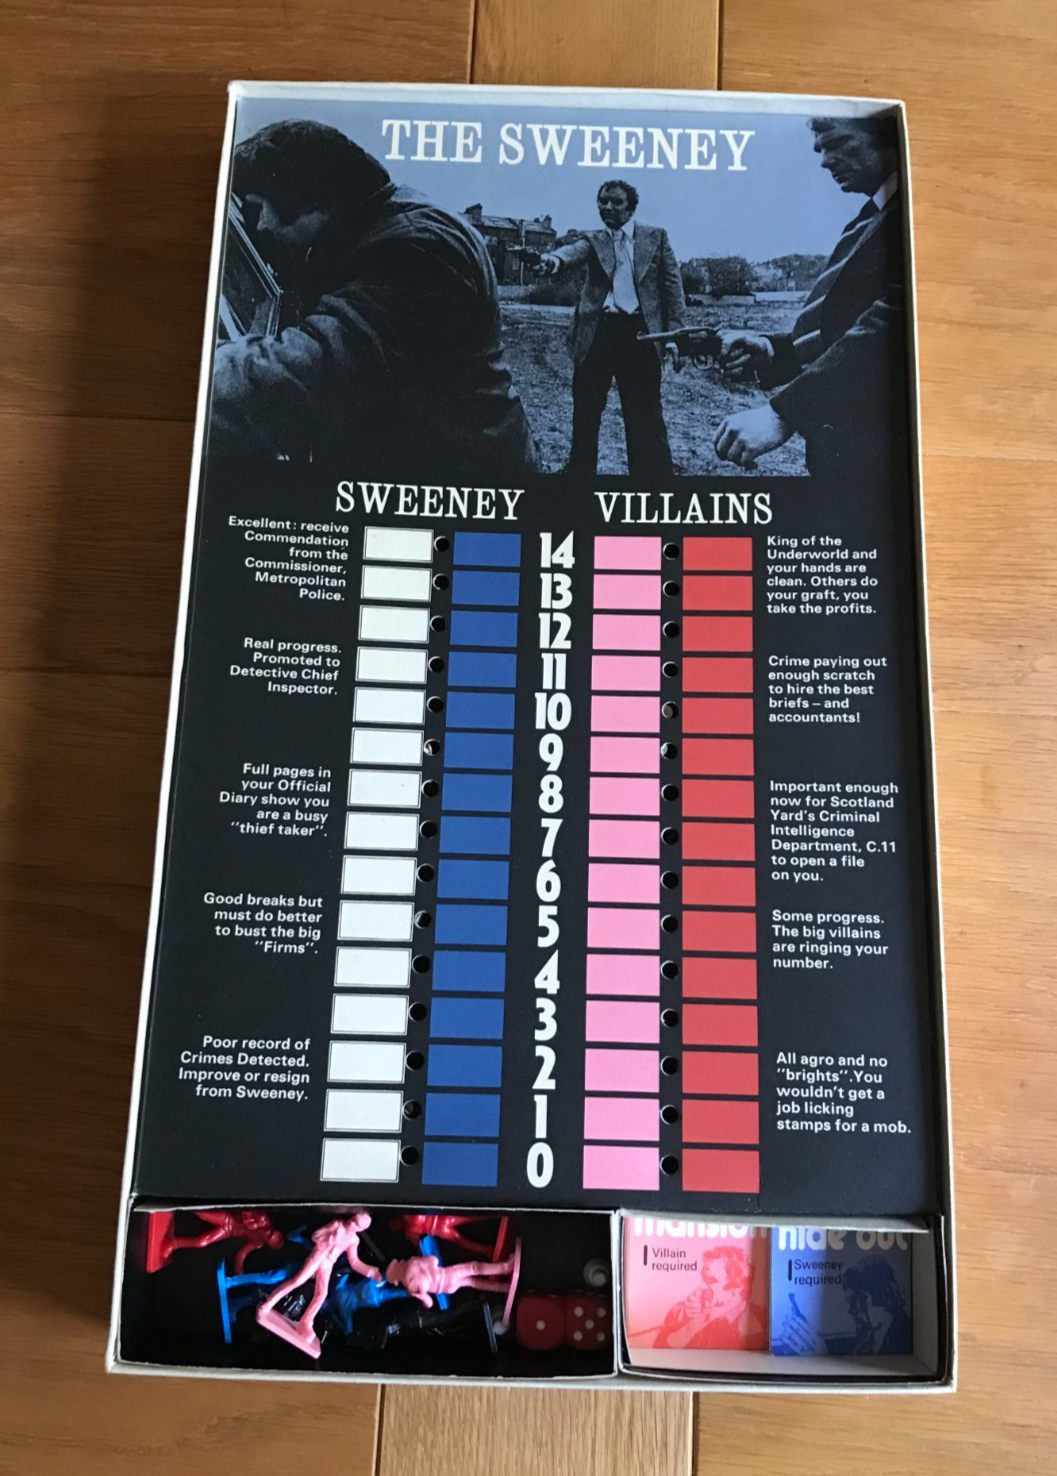 THE SWEENEY
SWEENEY
Excellent: receive
Commendation
from the
Commissioner,
Metropolitan
Police.
Real progress.
Promoted to
Detective Chief
Inspector.
Full pages in
your Official
Diary show you
are a busy
"thief taker".
Good breaks but
must do better
to bust the big
"Firms".
Poor record of
Crimes Detected.
Improve or resign
from Sweeney.
14
13
12
11
10
9
8
7
6
5
4
3
2
1
0
VILLAINS
King of the
Underworld and
your hands are
clean. Others do
your graft, you
take the profits.
Crime paying out
enough scratch
to hire the best
briefs – and
accountants!
Important enough
now for Scotland
Yard's Criminal
Intelligence
Department, C.11
to open a file
on you.
Some progress.
The big villains
are ringing your
number.
All agro and no
"brights".You
wouldn't get a
job licking
stamps for a mob.
mansion
1 Villain
required
hide out
1 Sweeney
required